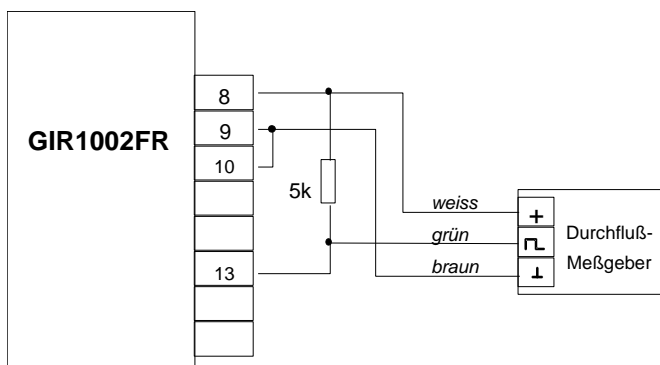 8
9
GIR1002FR
10
5k
weiss
+
grün
Durchfluß-
Meßgeber
braun
13